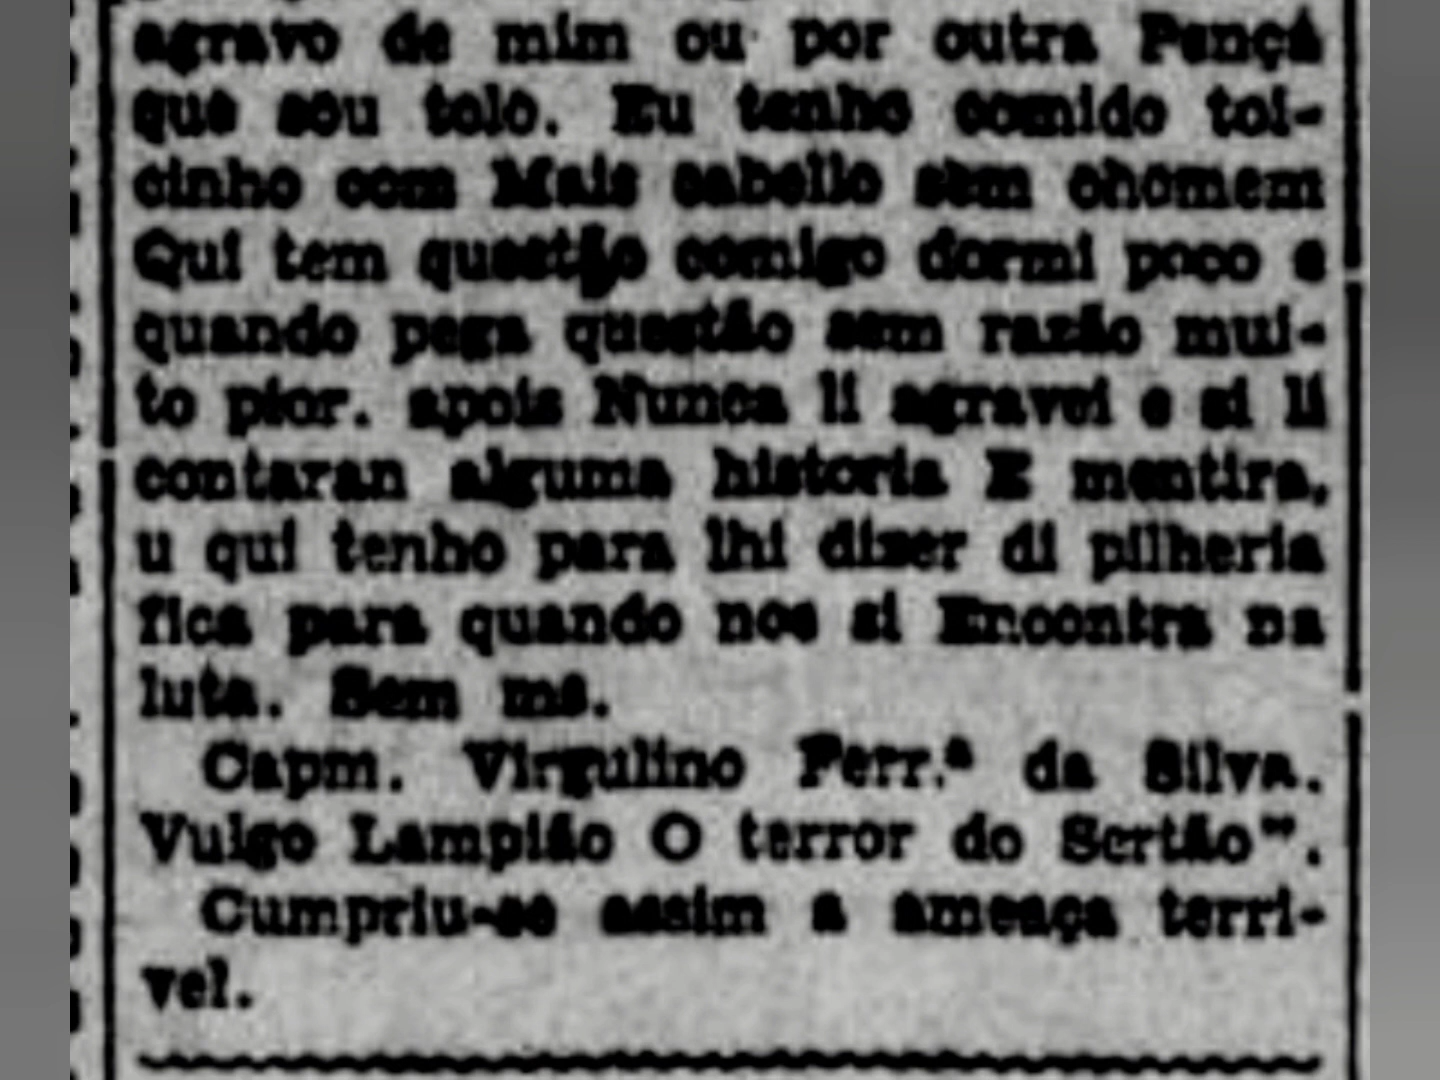 agravo de mim ou por outra Pençá
que sou tolo. Eu tenho comido toi-
cinho com Mais cabello sem ohomem
Qui tem questão comigo dormi poco e
quando pega questão sem razão mui-
to pior. apois Nunca li agravei e si li
contaran alguma historia E mentira,
u qui tenho para lhi dizer di pilheria
fica para quando nos si Encontra na
luta. Sem ms.
Capm. Virgulino Ferr.ª da Silva.
Vulgo Lampião O terror do Sertão".
Cumpriu-se assim a ameaça terri-
vel.